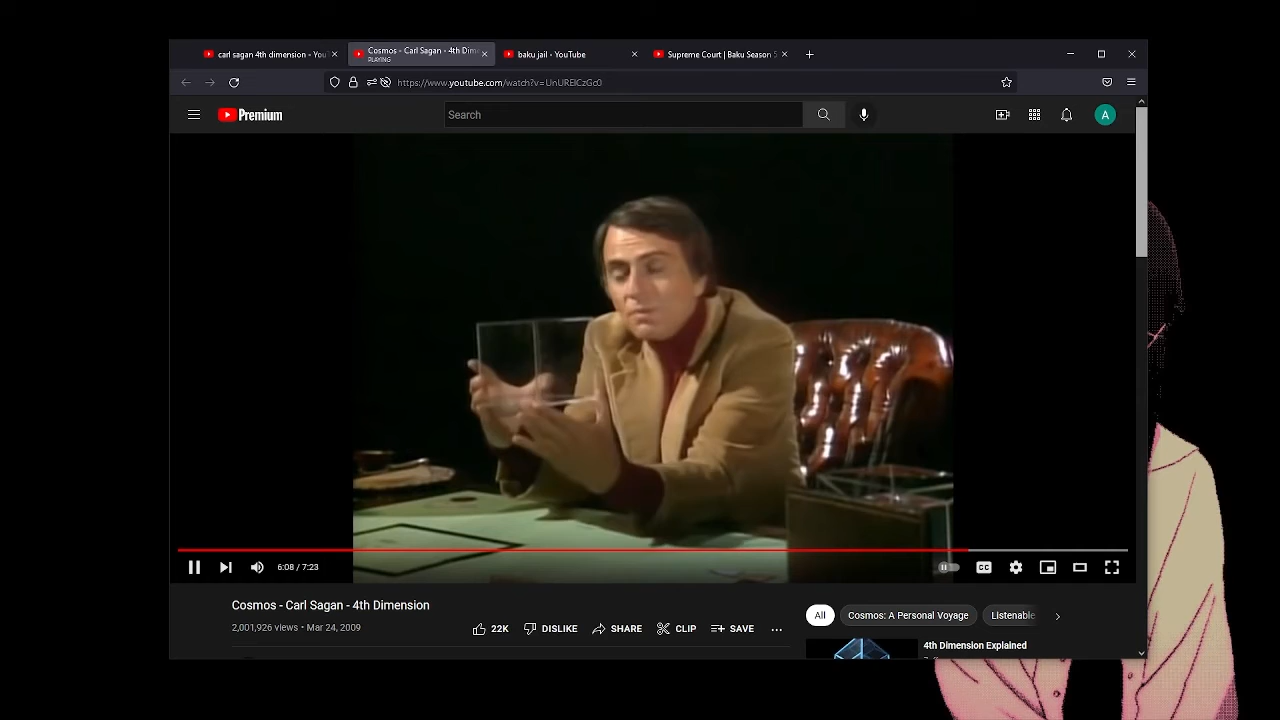 carl sagan 4th dimension - You
Cosmos - Carl Sagan - 4th Dime
PLAYING
baku jail - YouTube
Supreme Court | Baku Season
https://www.youtube.com/watch?v=UnURElCzGc0
Premium
Search
A
6:08 / 7:23
CC
Cosmos - Carl Sagan - 4th Dimension
2,001,926 views • Mar 24, 2009
22K
DISLIKE
SHARE
CLIP
SAVE
All
Cosmos: A Personal Voyage
Listenable
4th Dimension Explained